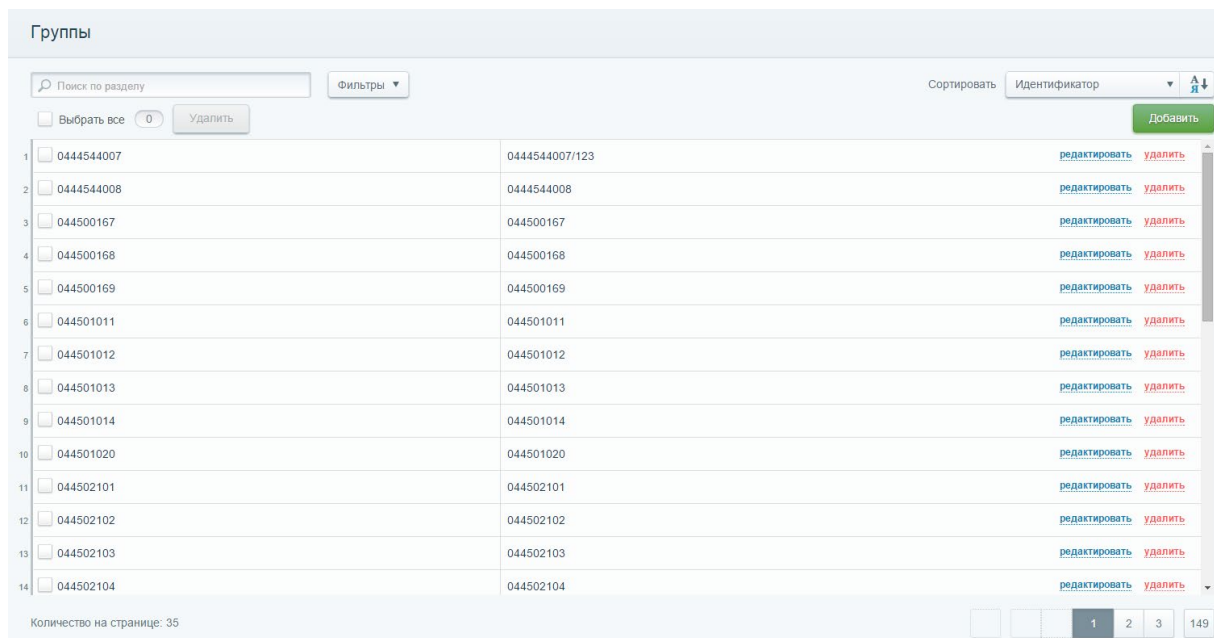 Группы
Поиск по разделу Фильтры Сортировать Идентификатор А Я
Выбрать все 0 Удалить Добавить
1 0444544007 0444544007/123 редактировать удалить
2 0444544008 0444544008 редактировать удалить
3 044500167 044500167 редактировать удалить
4 044500168 044500168 редактировать удалить
5 044500169 044500169 редактировать удалить
6 044501011 044501011 редактировать удалить
7 044501012 044501012 редактировать удалить
8 044501013 044501013 редактировать удалить
9 044501014 044501014 редактировать удалить
10 044501020 044501020 редактировать удалить
11 044502101 044502101 редактировать удалить
12 044502102 044502102 редактировать удалить
13 044502103 044502103 редактировать удалить
14 044502104 044502104 редактировать удалить
Количество на странице: 35 1 2 3 149